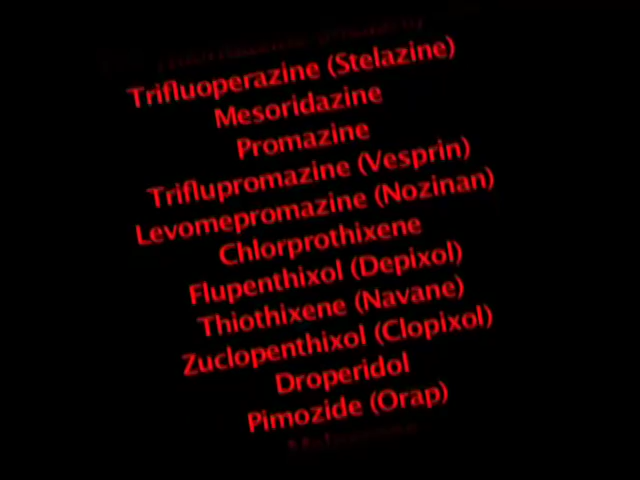 Trifluoperazine (Stelazine)
Mesoridazine
Promazine
Triflupromazine (Vesprin)
Levomepromazine (Nozinan)
Chlorprothixene
Flupenthixol (Depixol)
Thiothixene (Navane)
Zuclopenthixol (Clopixol)
Droperidol
Pimozide (Orap)